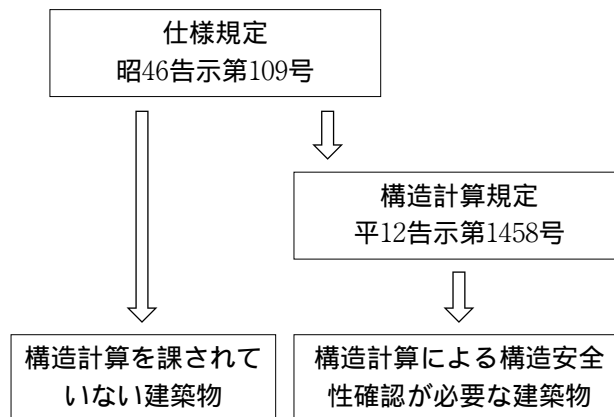 仕様規定
昭46告示第109号
構造計算規定
平12告示第1458号
構造計算を課されて
いない建築物
構造計算による構造安全
性確認が必要な建築物